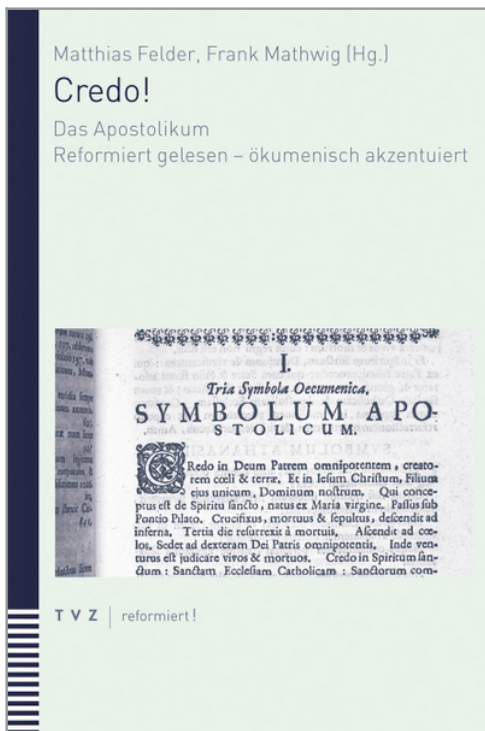 Matthias Felder, Frank Mathwig (Hg.)
Credo!
Das Apostolikum
Reformiert gelesen – ökumenisch akzentuiert
I.
Tria Symbola Oecumenica,
SYMBOLUM APO-
STOLICUM.
CRedo in Deum Patrem omnipotentem, creato-
rem cœli & terræ. Et in Iesum Christum, Filium
ejus unicum, Dominum nostrum. Qui conce-
ptus est de Spiritu sancto, natus ex Maria virgine. Passus sub
Pontio Pilato. Crucifixus, mortuus & sepultus, descendit ad
inferna. Tertia die resurrexit à mortuis. Ascendit ad cœ-
los. Sedet ad dexteram Dei Patris omnipotentis. Inde ven-
turus est judicare vivos & mortuos. Credo in Spiritum san-
ctum: Sanctam Ecclesiam Catholicam: Sanctorum com-
TVZ reformiert!